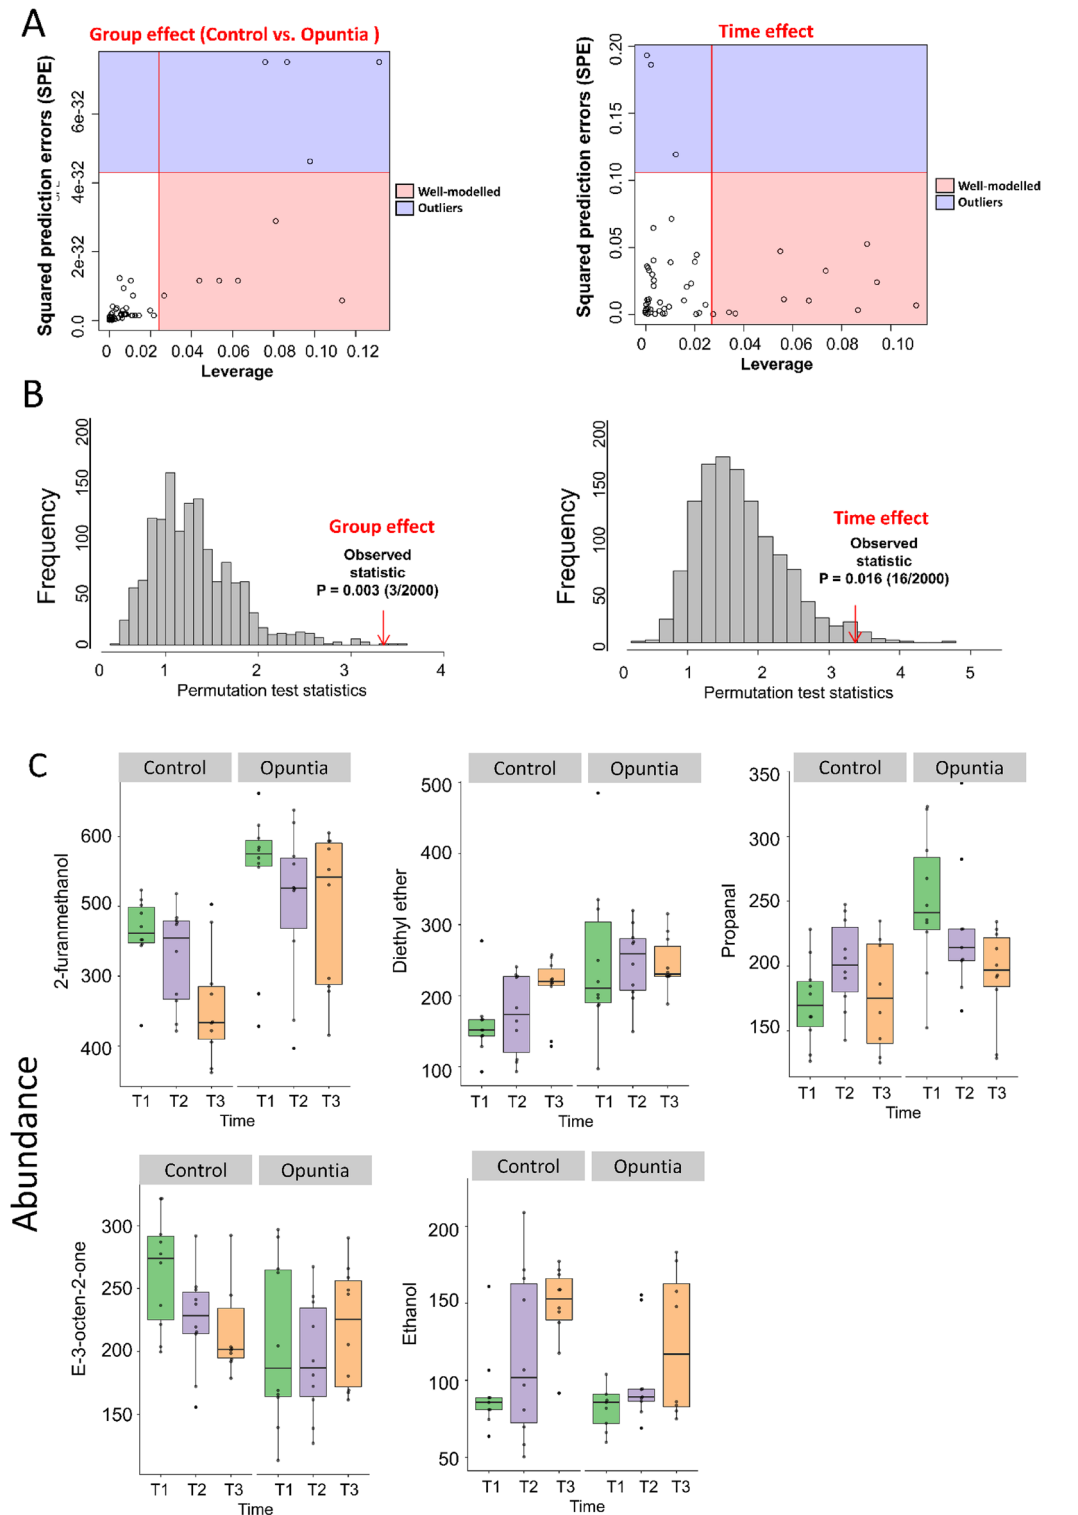 A
Group effect (Control vs. Opuntia )
Squared prediction errors (SPE)
0.0
2e-32
4e-32
6e-32
0
0.02
0.04
0.06
0.08
0.10
0.12
Leverage
Well-modelled
Outliers
Time effect
Squared prediction errors (SPE)
0.00
0.05
0.10
0.15
0.20
0
0.02
0.04
0.06
0.08
0.10
Leverage
Well-modelled
Outliers
B
Frequency
0
50
100
150
200
Group effect
Observed
statistic
P = 0.003 (3/2000)
0
1
2
3
4
Permutation test statistics
Frequency
0
50
100
150
200
Time effect
Observed
statistic
P = 0.016 (16/2000)
0
1
2
3
4
5
Permutation test statistics
C
Abundance
Control
Opuntia
2-furanmethanol
600
500
300
400
T1
T2
T3
T1
T2
T3
Time
Control
Opuntia
Diethyl ether
500
400
300
200
100
T1
T2
T3
T1
T2
T3
Time
Control
Opuntia
Propanal
350
300
250
200
150
T1
T2
T3
T1
T2
T3
Time
Control
Opuntia
E-3-octen-2-one
300
250
200
150
T1
T2
T3
T1
T2
T3
Time
Control
Opuntia
Ethanol
200
150
100
50
T1
T2
T3
T1
T2
T3
Time